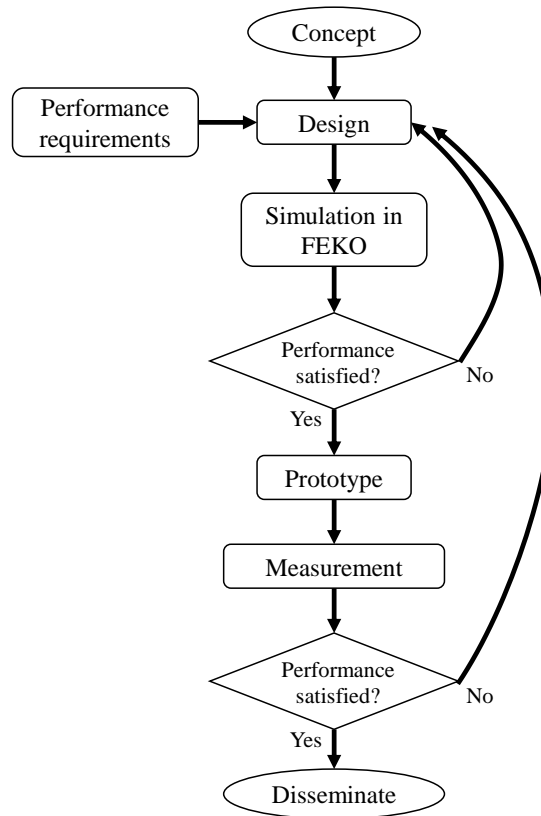 Concept
Performance
requirements
Design
Simulation in
FEKO
Performance
satisfied?
No
Yes
Prototype
Measurement
Performance
satisfied?
No
Yes
Disseminate